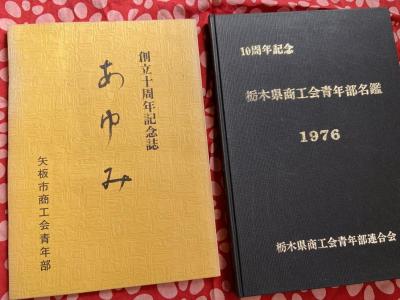 創立十周年記念誌
あゆみ
矢板市商工会青年部
10周年記念
栃木県商工会青年部名鑑
1976
栃木県商工会青年部連合会